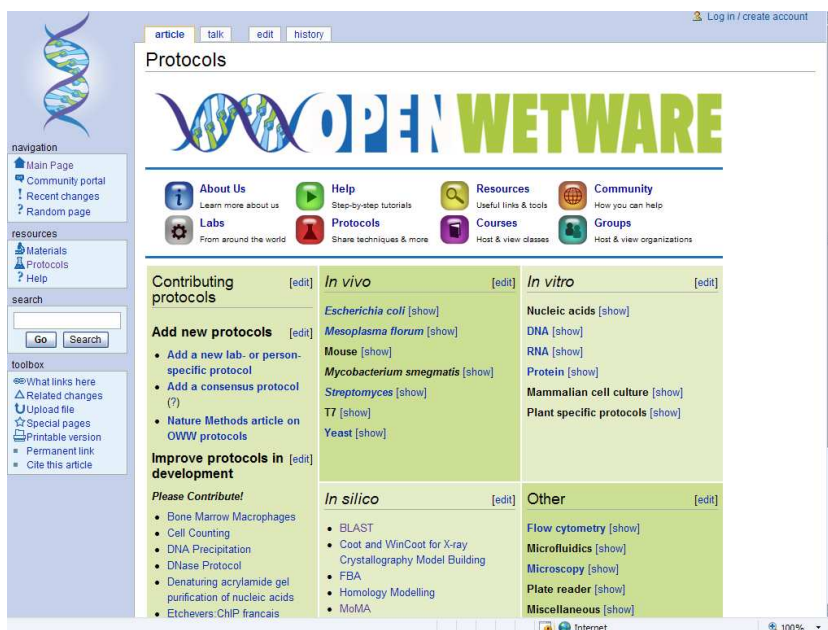 Log in / create account
article
talk
edit
history
Protocols
OPENWETWARE
navigation
Main Page
Community portal
Recent changes
Random page
resources
Materials
Protocols
Help
search
Go
Search
toolbox
What links here
Related changes
Upload file
Special pages
Printable version
Permanent link
Cite this article
About Us
Learn more about us
Help
Step-by-step tutorials
Resources
Useful links & tools
Community
How you can help
Labs
From around the world
Protocols
Share techniques & more
Courses
Host & view classes
Groups
Host & view organizations
Contributing [edit]
protocols
Add new protocols [edit]
Add a new lab- or person-
specific protocol
Add a consensus protocol
(?)
Nature Methods article on
OWW protocols
Improve protocols in [edit]
development
Please Contribute!
Bone Marrow Macrophages
Cell Counting
DNA Precipitation
DNase Protocol
Denaturing acrylamide gel
purification of nucleic acids
Etchevers:ChIP francais
In vivo [edit]
Escherichia coli [show]
Mesoplasma florum [show]
Mouse [show]
Mycobacterium smegmatis [show]
Streptomyces [show]
T7 [show]
Yeast [show]
In vitro [edit]
Nucleic acids [show]
DNA [show]
RNA [show]
Protein [show]
Mammalian cell culture [show]
Plant specific protocols [show]
In silico [edit]
BLAST
Coot and WinCoot for X-ray
Crystallography Model Building
FBA
Homology Modelling
MoMA
Other [edit]
Flow cytometry [show]
Microfluidics [show]
Microscopy [show]
Plate reader [show]
Miscellaneous [show]
Internet
100%